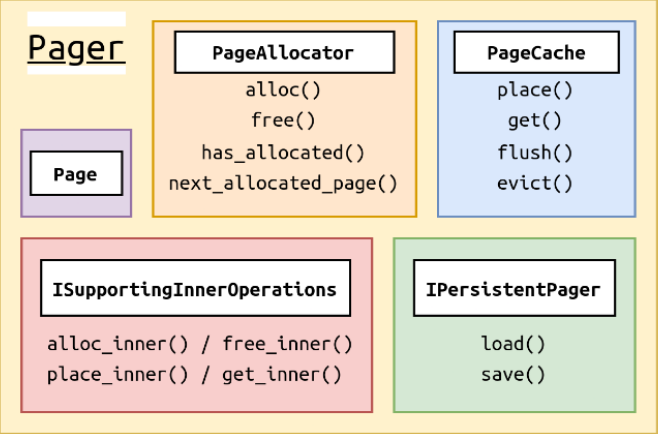 Pager
PageAllocator
alloc()
free()
has_allocated()
next_allocated_page()
PageCache
place()
get()
flush()
evict()
Page
ISupportingInnerOperations
alloc_inner() / free_inner()
place_inner() / get_inner()
IPersistentPager
load()
save()